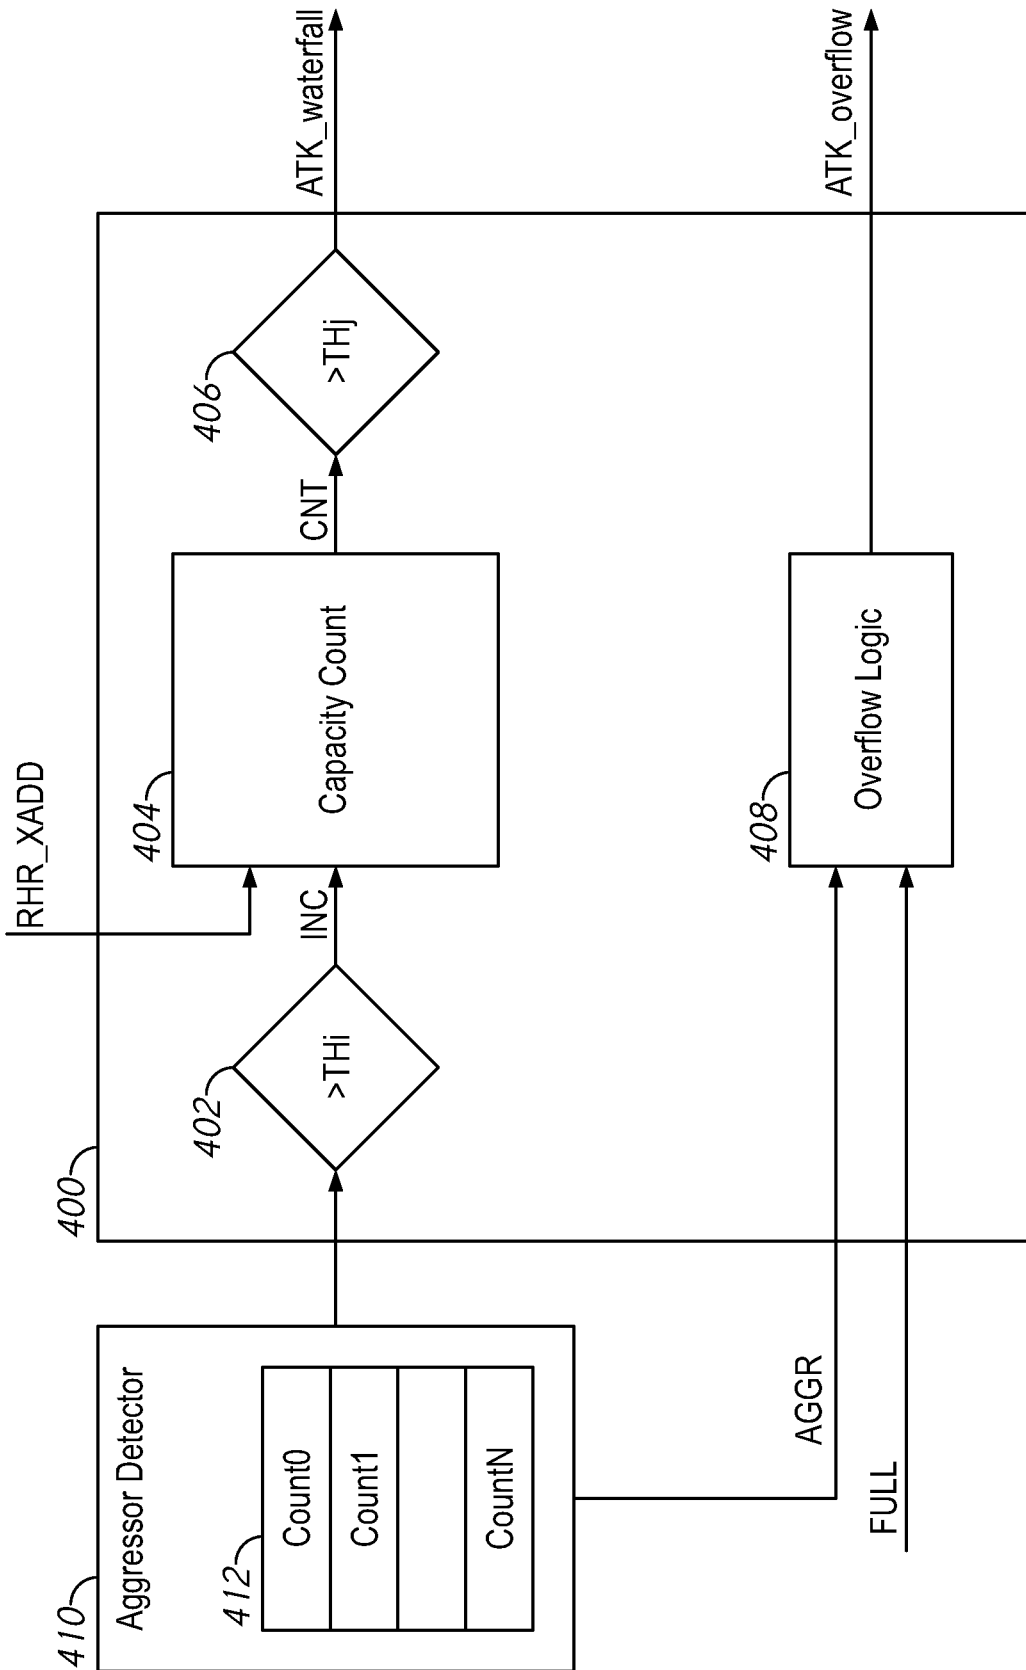 410
Aggressor Detector
412
Count0
Count1
CountN
400
402
>THi
INC
RHR_XADD
404
Capacity Count
CNT
406
>THj
ATK_waterfall
AGGR
FULL
408
Overflow Logic
ATK_overflow